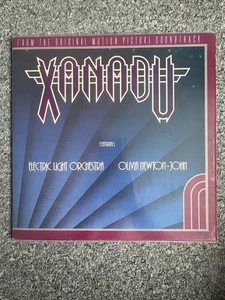 FROM THE ORIGINAL MOTION PICTURE SOUNDTRACK
XANADU
FEATURING
ELECTRIC LIGHT ORCHESTRA OLIVIA NEWTON-JOHN